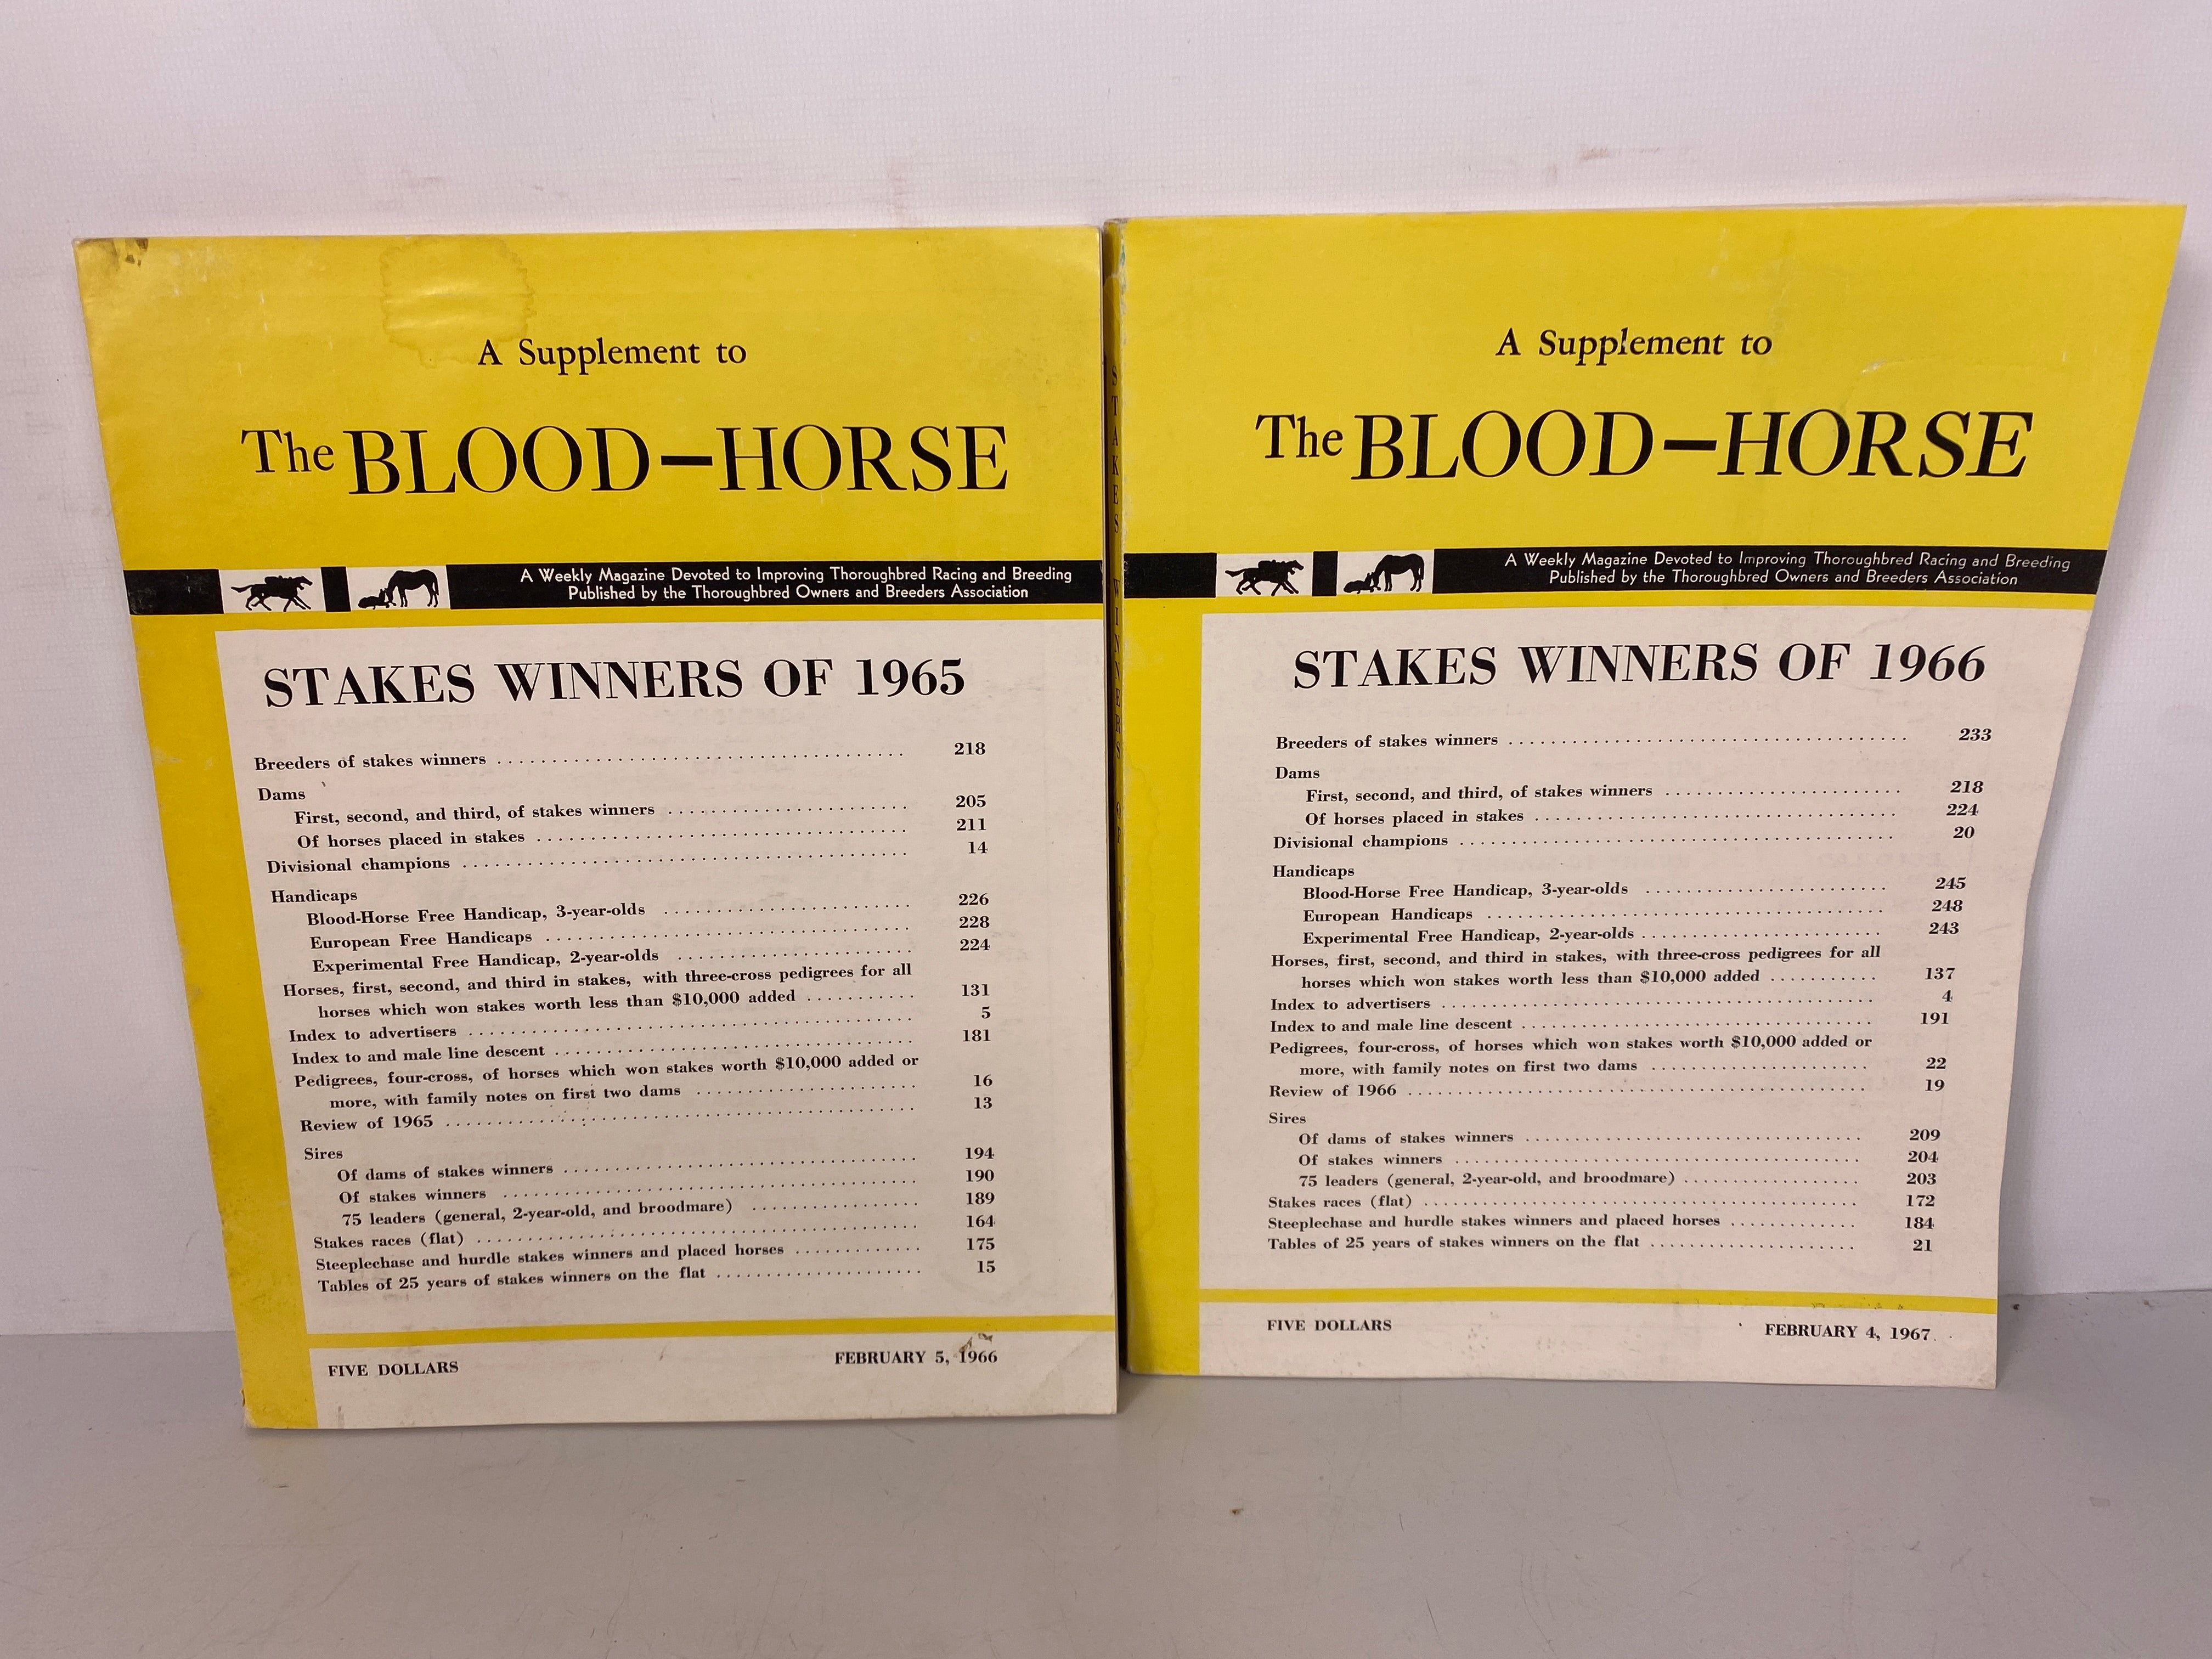 A Supplement to
The BLOOD-HORSE
A Weekly Magazine Devoted to Improving Thoroughbred Racing and Breeding
Published by the Thoroughbred Owners and Breeders Association
STAKES WINNERS OF 1965
Breeders of stakes winners 218
Dams
First, second, and third, of stakes winners 205
Of horses placed in stakes 211
Divisional champions 14
Handicaps
Blood-Horse Free Handicap, 3-year-olds 226
European Free Handicaps 228
Experimental Free Handicap, 2-year-olds 224
Horses, first, second, and third in stakes, with three-cross pedigrees for all
horses which won stakes worth less than $10,000 added 131
Index to advertisers 5
Index to and male line descent 181
Pedigrees, four-cross, of horses which won stakes worth $10,000 added or
more, with family notes on first two dams 16
Review of 1965 13
Sires
Of dams of stakes winners 194
Of stakes winners 190
75 leaders (general, 2-year-old, and broodmare) 189
Stakes races (flat) 164
Steeplechase and hurdle stakes winners and placed horses 175
Tables of 25 years of stakes winners on the flat 15
FIVE DOLLARS FEBRUARY 5, 1966
STAKES WINNERS
A Supplement to
The BLOOD-HORSE
A Weekly Magazine Devoted to Improving Thoroughbred Racing and Breeding
Published by the Thoroughbred Owners and Breeders Association
STAKES WINNERS OF 1966
Breeders of stakes winners 233
Dams
First, second, and third, of stakes winners 218
Of horses placed in stakes 224
Divisional champions 20
Handicaps
Blood-Horse Free Handicap, 3-year-olds 245
European Handicaps 248
Experimental Free Handicap, 2-year-olds 243
Horses, first, second, and third in stakes, with three-cross pedigrees for all
horses which won stakes worth less than $10,000 added 137
Index to advertisers 4
Index to and male line descent 191
Pedigrees, four-cross, of horses which won stakes worth $10,000 added or
more, with family notes on first two dams 22
Review of 1966 19
Sires
Of dams of stakes winners 209
Of stakes winners 204
75 leaders (general, 2-year-old, and broodmare) 203
Stakes races (flat) 172
Steeplechase and hurdle stakes winners and placed horses 184
Tables of 25 years of stakes winners on the flat 21
FIVE DOLLARS FEBRUARY 4, 1967